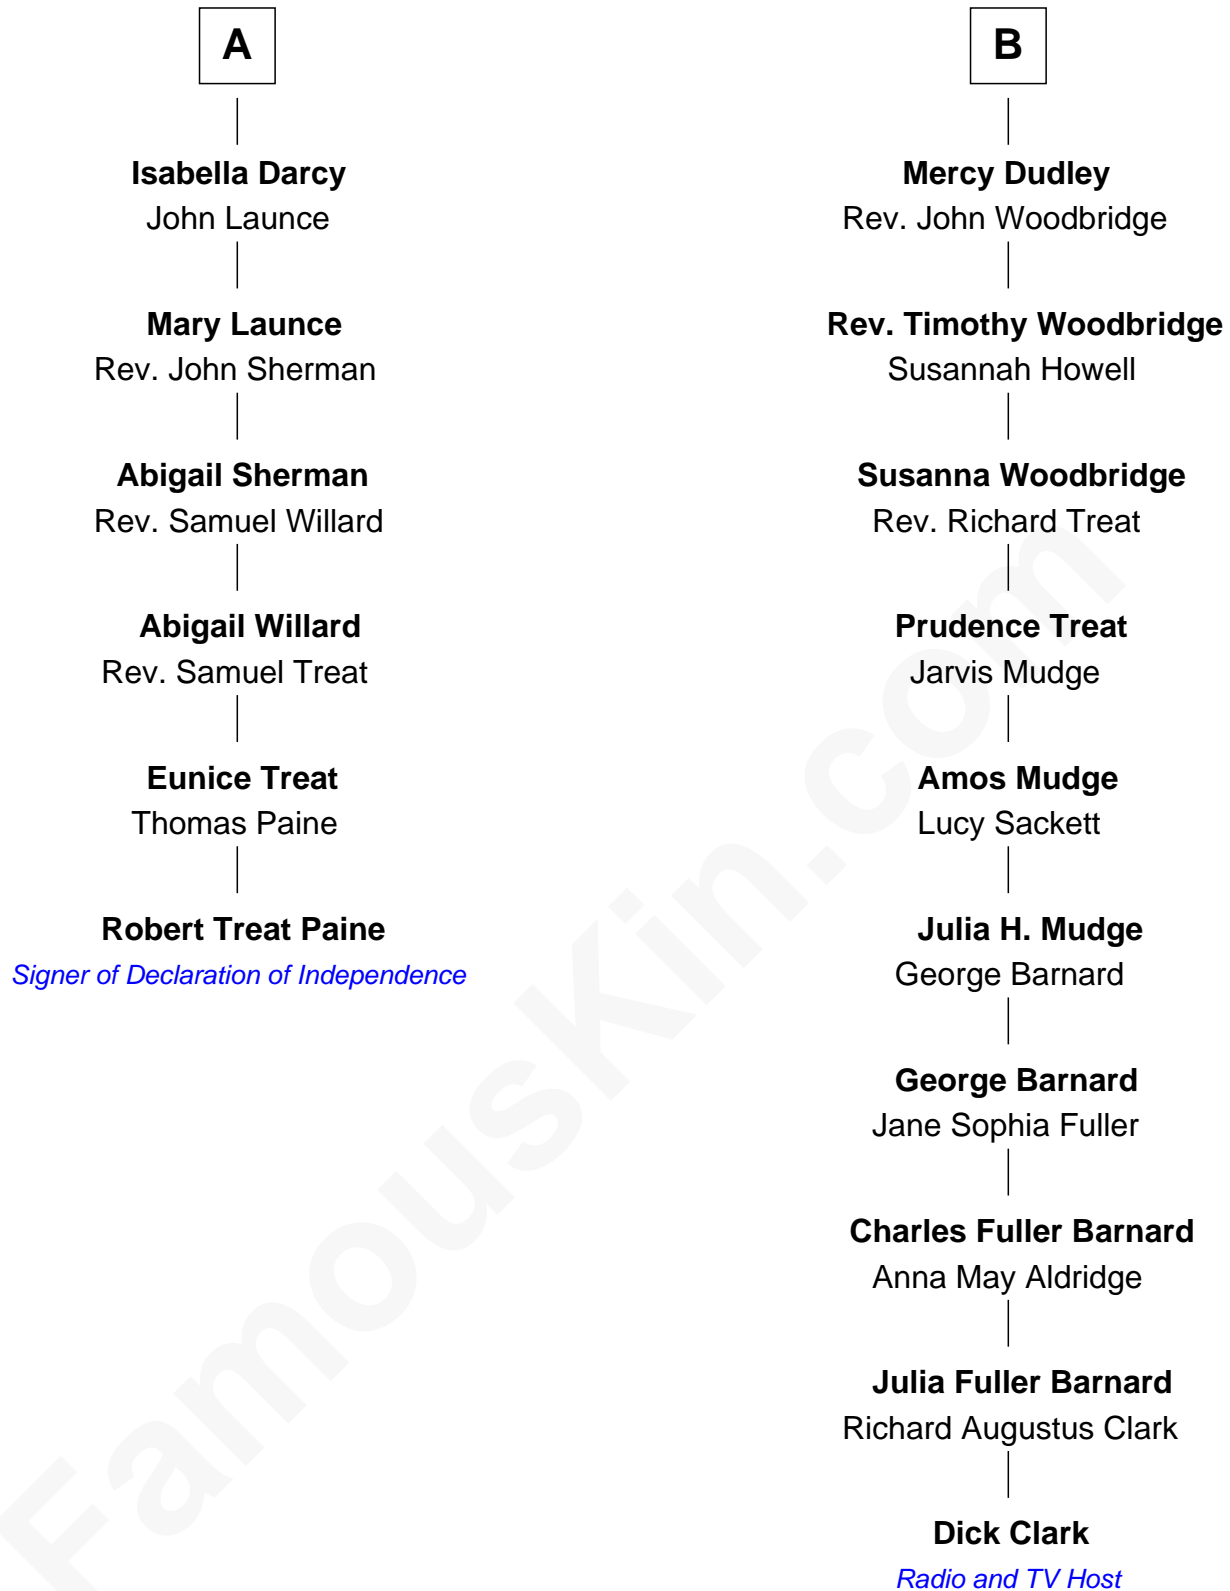 A
Isabella Darcy
John Launce
Mary Launce
Rev. John Sherman
Abigail Sherman
Rev. Samuel Willard
Abigail Willard
Rev. Samuel Treat
Eunice Treat
Thomas Paine
Robert Treat Paine
Signer of Declaration of Independence
B
Mercy Dudley
Rev. John Woodbridge
Rev. Timothy Woodbridge
Susannah Howell
Susanna Woodbridge
Rev. Richard Treat
Prudence Treat
Jarvis Mudge
Amos Mudge
Lucy Sackett
Julia H. Mudge
George Barnard
George Barnard
Jane Sophia Fuller
Charles Fuller Barnard
Anna May Aldridge
Julia Fuller Barnard
Richard Augustus Clark
Dick Clark
Radio and TV Host
FamousKin.com